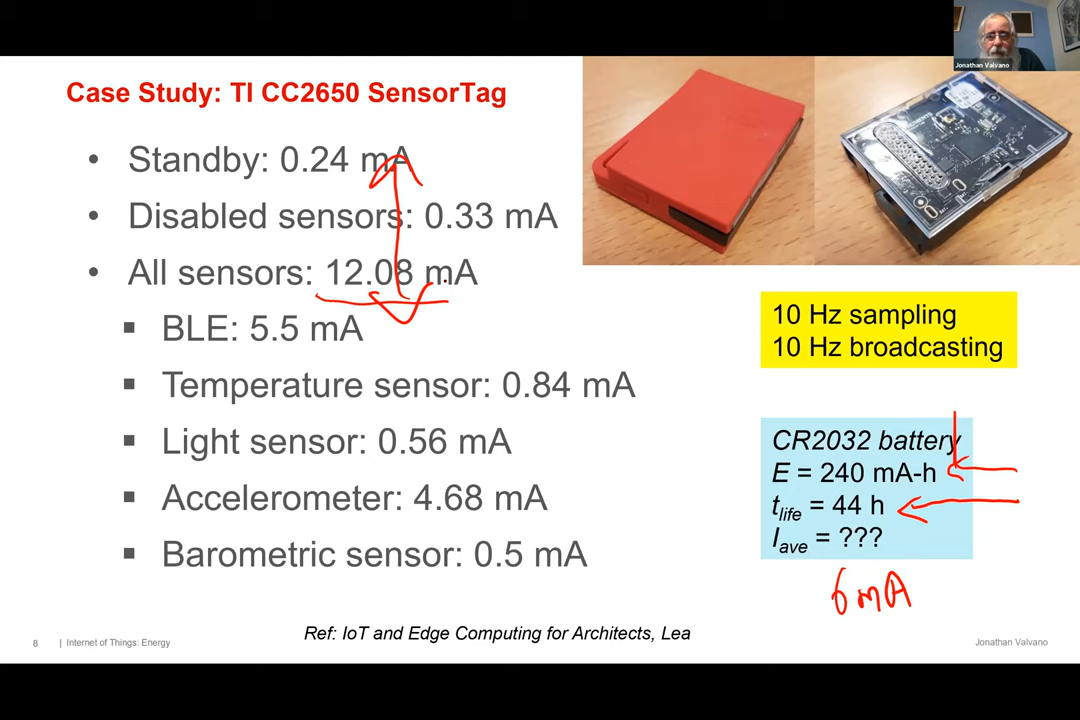 Jonathan Valvano
Case Study: TI CC2650 SensorTag
• Standby: 0.24 mA
• Disabled sensors: 0.33 mA
• All sensors: 12.08 mA
▪ BLE: 5.5 mA
▪ Temperature sensor: 0.84 mA
▪ Light sensor: 0.56 mA
▪ Accelerometer: 4.68 mA
▪ Barometric sensor: 0.5 mA
10 Hz sampling
10 Hz broadcasting
CR2032 battery
E = 240 mA-h
tlife = 44 h
Iave = ???
6 mA
Ref: IoT and Edge Computing for Architects, Lea
8 | Internet of Things: Energy
Jonathan Valvano